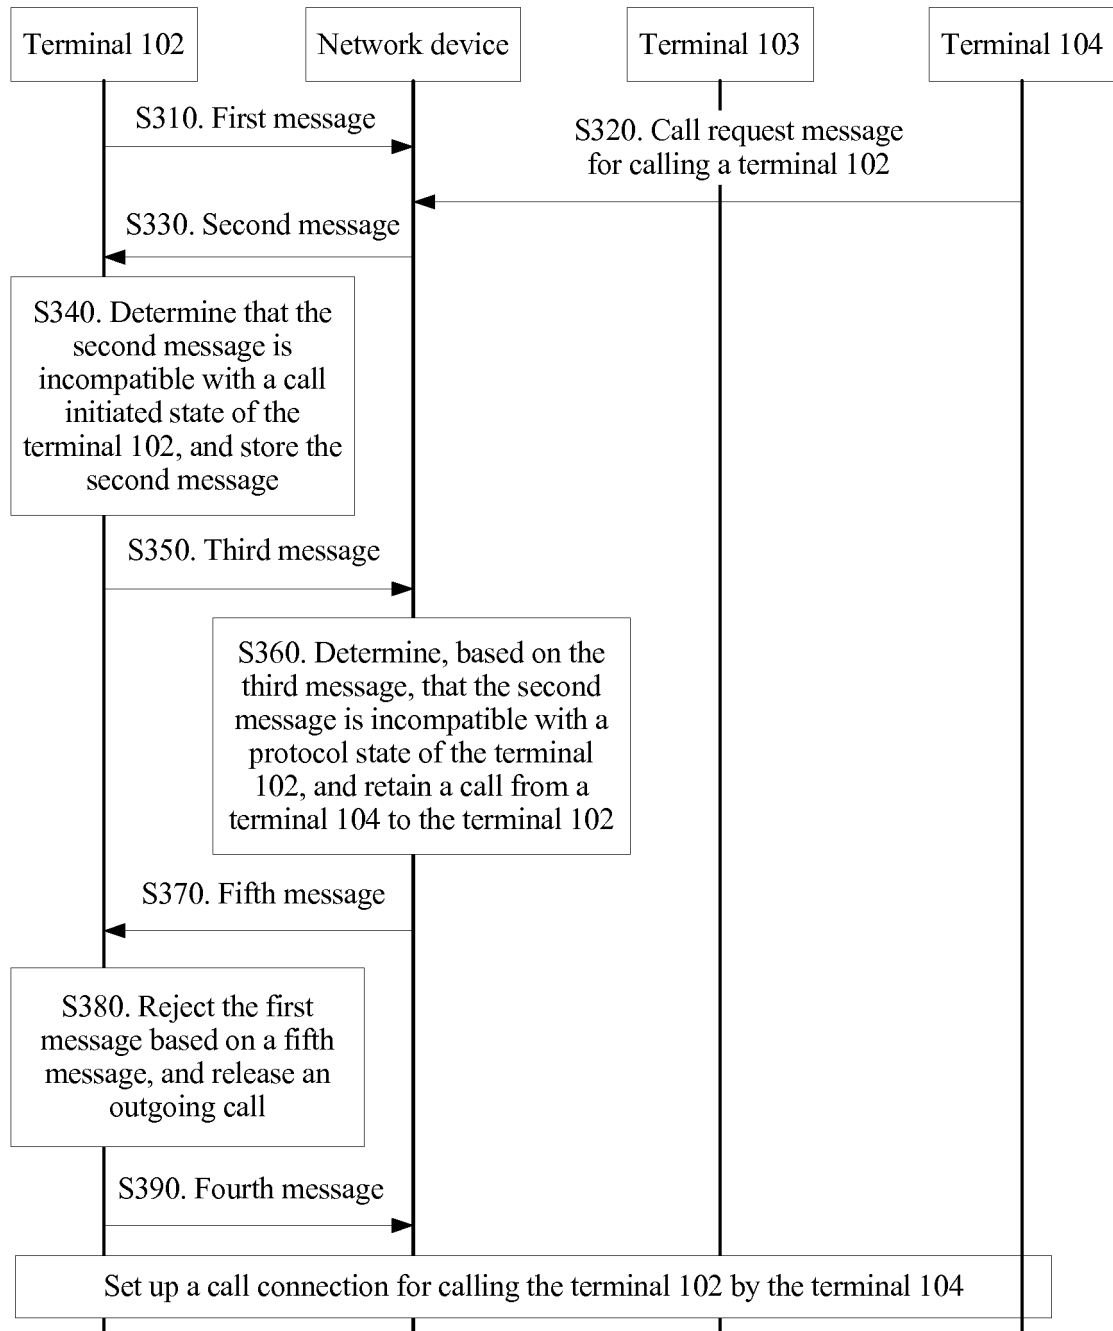 Terminal 102
Network device
Terminal 103
Terminal 104
S310. First message
S320. Call request message
for calling a terminal 102
S330. Second message
S340. Determine that the
second message is
incompatible with a call
initiated state of the
terminal 102, and store the
second message
S350. Third message
S360. Determine, based on the
third message, that the second
message is incompatible with a
protocol state of the terminal
102, and retain a call from a
terminal 104 to the terminal 102
S370. Fifth message
S380. Reject the first
message based on a fifth
message, and release an
outgoing call
S390. Fourth message
Set up a call connection for calling the terminal 102 by the terminal 104